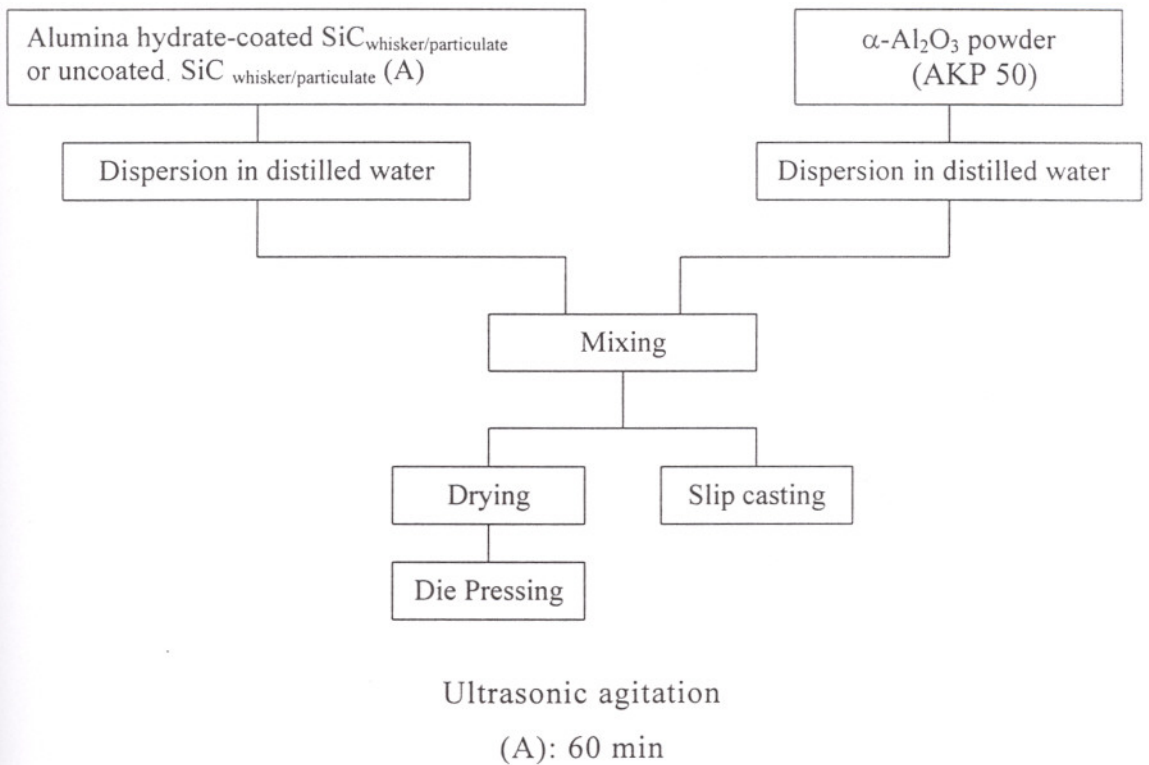 Alumina hydrate-coated SiC whisker/particulate
or uncoated. SiC whisker/particulate (A)
α-Al₂O₃ powder
(AKP 50)
Dispersion in distilled water
Dispersion in distilled water
Mixing
Drying
Slip casting
Die Pressing
Ultrasonic agitation
(A): 60 min